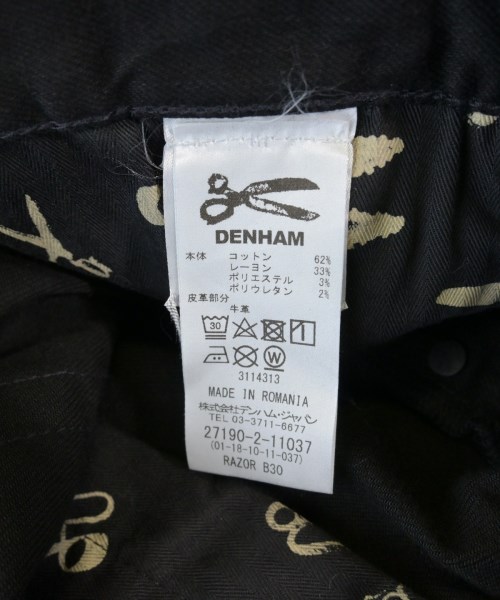 DENHAM
本体 コットン 62%
レーヨン 33%
ポリエステル 3%
ポリウレタン 2%
皮革部分
牛革
30
W
3114313
MADE IN ROMANIA
株式会社デンハム・ジャパン
TEL 03-3711-6677
27190-2-11037
(01-18-10-11-037)
RAZOR B30